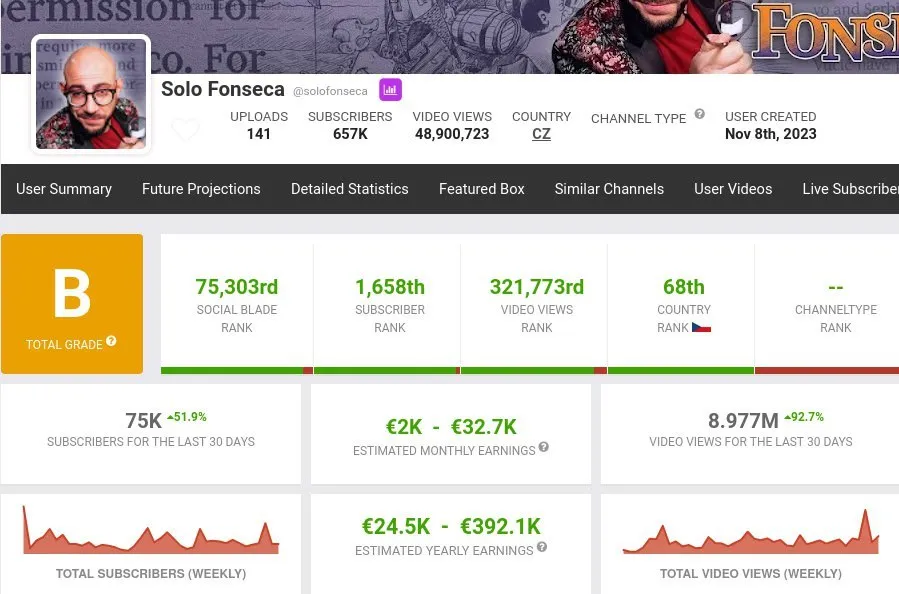 ermission for
in
co. For
require more
vo and Serb
FONS
Solo Fonseca @solofonseca
UPLOADS
141
SUBSCRIBERS
657K
VIDEO VIEWS
48,900,723
COUNTRY
CZ
CHANNEL TYPE ?
USER CREATED
Nov 8th, 2023
User Summary Future Projections Detailed Statistics Featured Box Similar Channels User Videos Live Subscriber
B
TOTAL GRADE ?
75,303rd
SOCIAL BLADE
RANK
1,658th
SUBSCRIBER
RANK
321,773rd
VIDEO VIEWS
RANK
68th
COUNTRY
RANK
--
CHANNELTYPE
RANK
75K 51.9%
SUBSCRIBERS FOR THE LAST 30 DAYS
€2K - €32.7K
ESTIMATED MONTHLY EARNINGS ?
8.977M 92.7%
VIDEO VIEWS FOR THE LAST 30 DAYS
TOTAL SUBSCRIBERS (WEEKLY)
€24.5K - €392.1K
ESTIMATED YEARLY EARNINGS ?
TOTAL VIDEO VIEWS (WEEKLY)